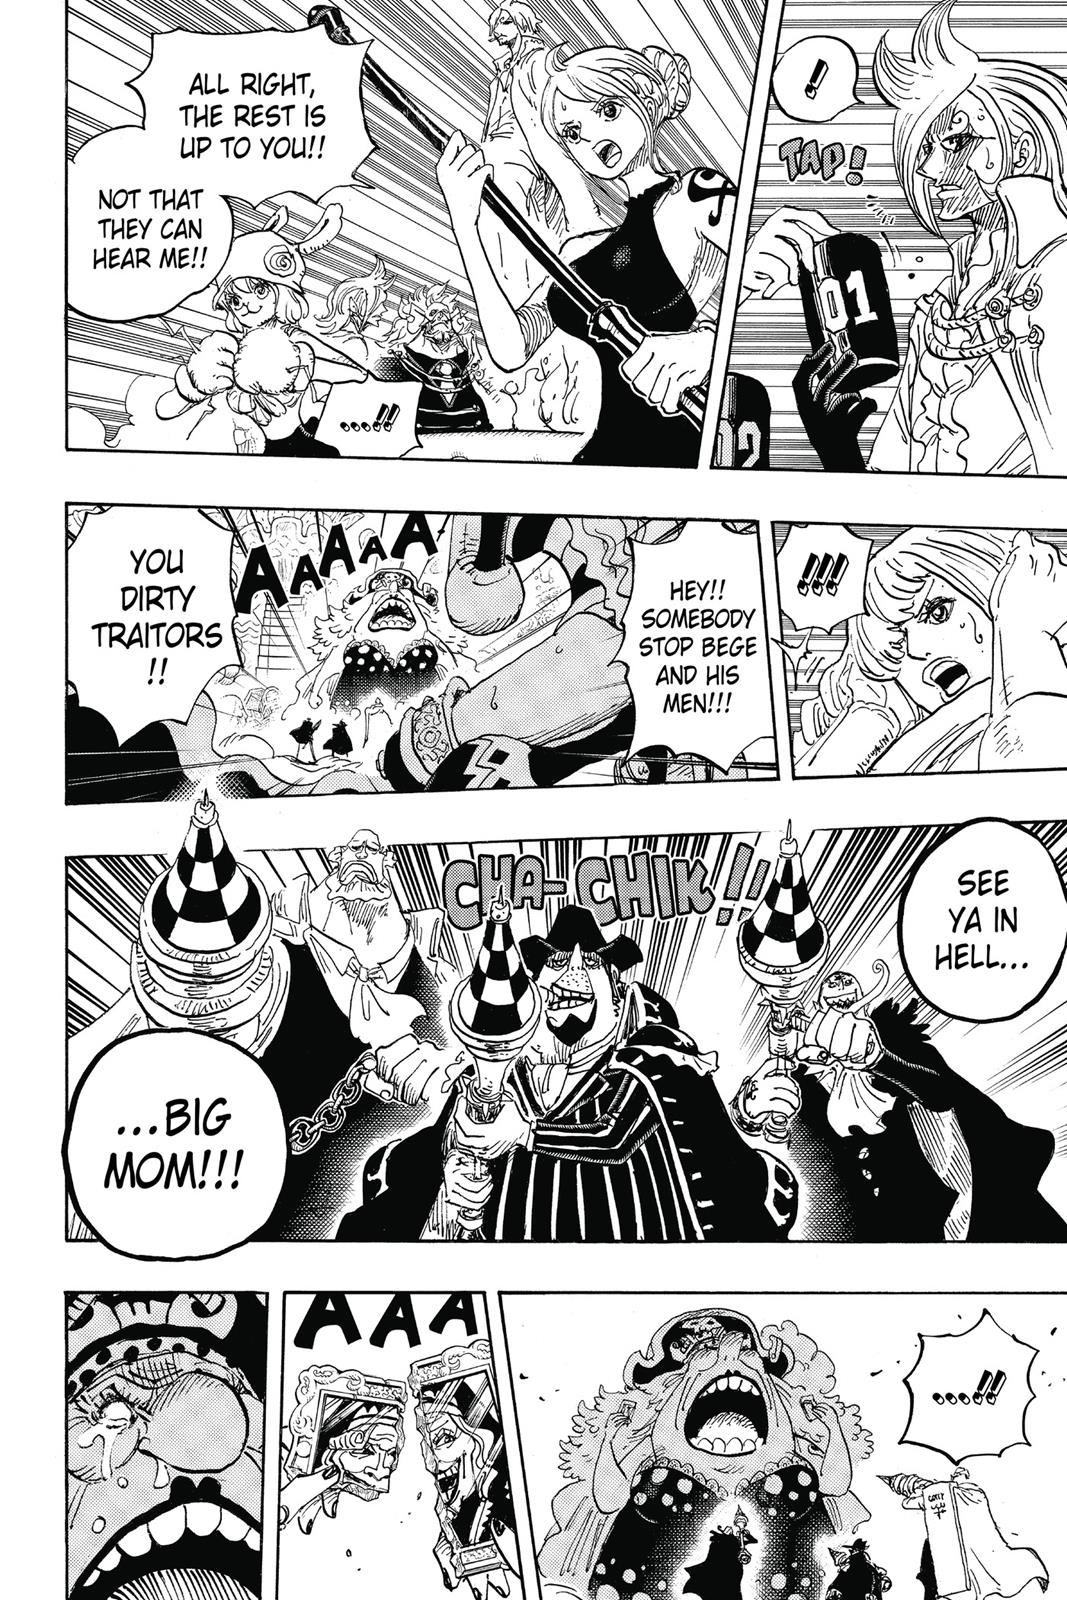 !
TAP!
01
ALL RIGHT,
THE REST IS
UP TO YOU!!
NOT THAT
THEY CAN
HEAR ME!!
....!!
02
!!!
HEY!!
SOMEBODY
STOP BEGE
AND HIS
MEN!!!
AAAAA
YOU
DIRTY
TRAITORS
!!
CHA-CHIK!!
SEE
YA IN
HELL...
...BIG
MOM!!!
....!!
AAA